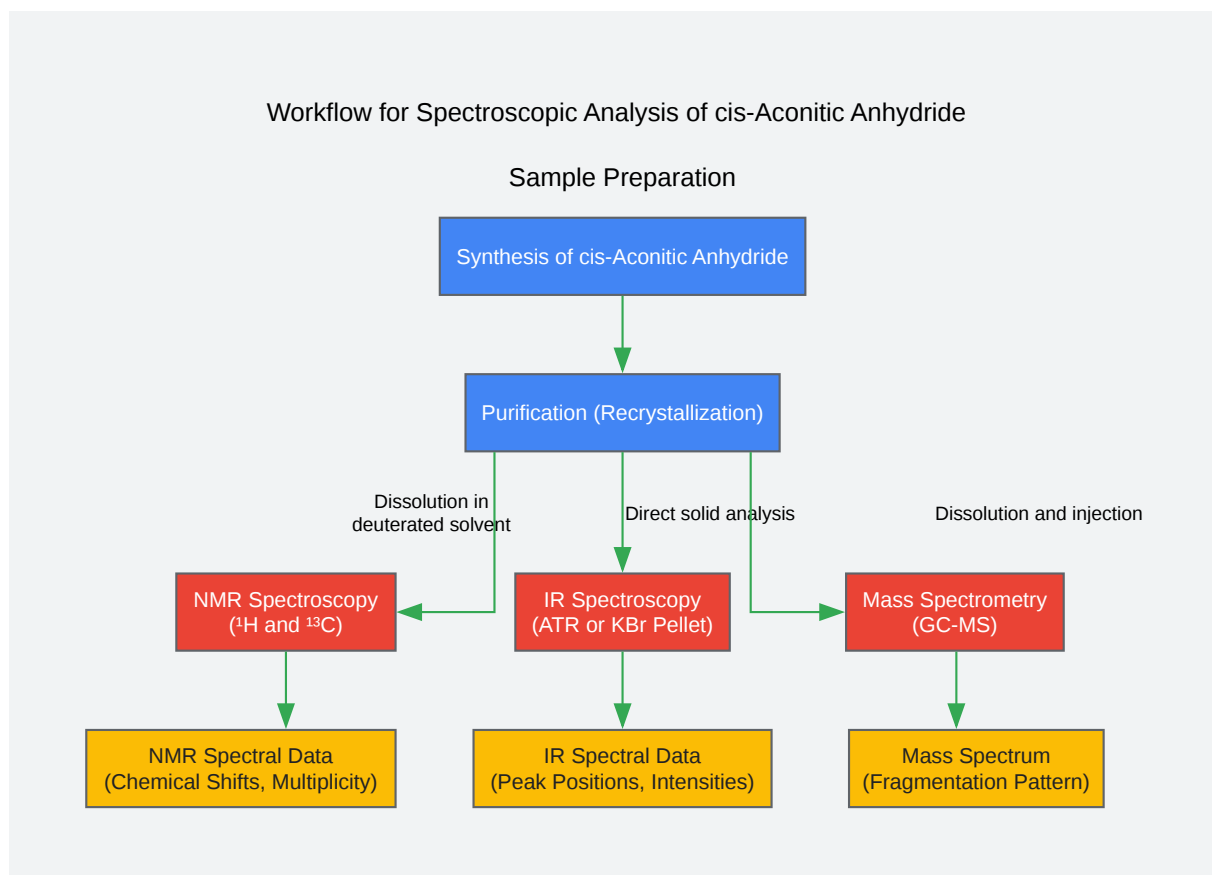 Workflow for Spectroscopic Analysis of cis-Aconitic Anhydride
Sample Preparation
Synthesis of cis-Aconitic Anhydride
Purification (Recrystallization)
Dissolution in
deuterated solvent
Direct solid analysis
Dissolution and injection
NMR Spectroscopy
(¹H and ¹³C)
IR Spectroscopy
(ATR or KBr Pellet)
Mass Spectrometry
(GC-MS)
NMR Spectral Data
(Chemical Shifts, Multiplicity)
IR Spectral Data
(Peak Positions, Intensities)
Mass Spectrum
(Fragmentation Pattern)